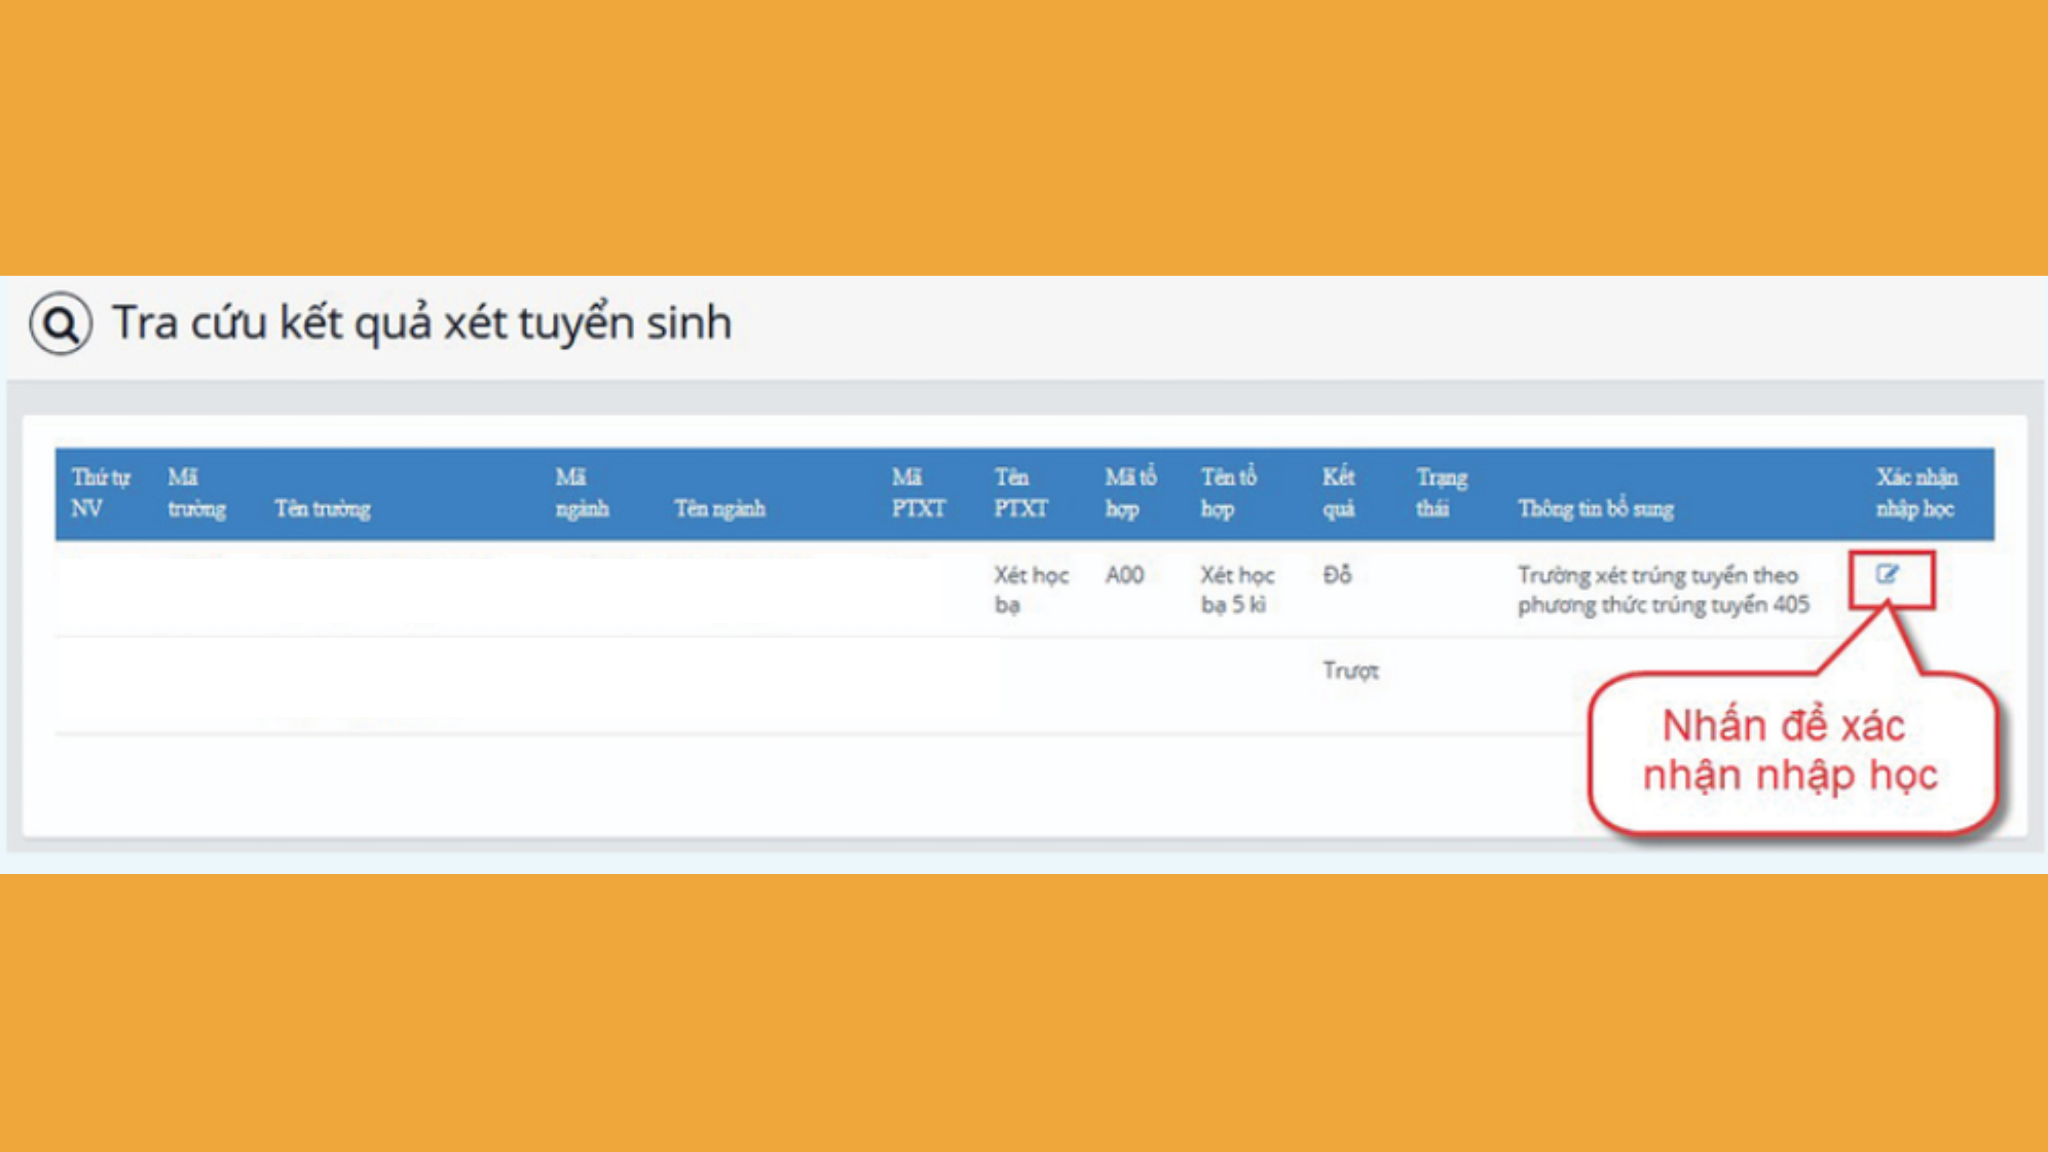 Tra cứu kết quả xét tuyển sinh
Thứ tự NV
Mã trường
Tên trường
Mã ngành
Tên ngành
Mã PTXT
Tên PTXT
Mã tổ hợp
Tên tổ hợp
Kết quả
Trạng thái
Thông tin bổ sung
Xác nhận nhập học
Xét học
bạ
A00
Xét học
bạ 5 kì
Đỗ
Trường xét trúng tuyển theo
phương thức trúng tuyển 405
Trượt
Nhấn để xác
nhận nhập học